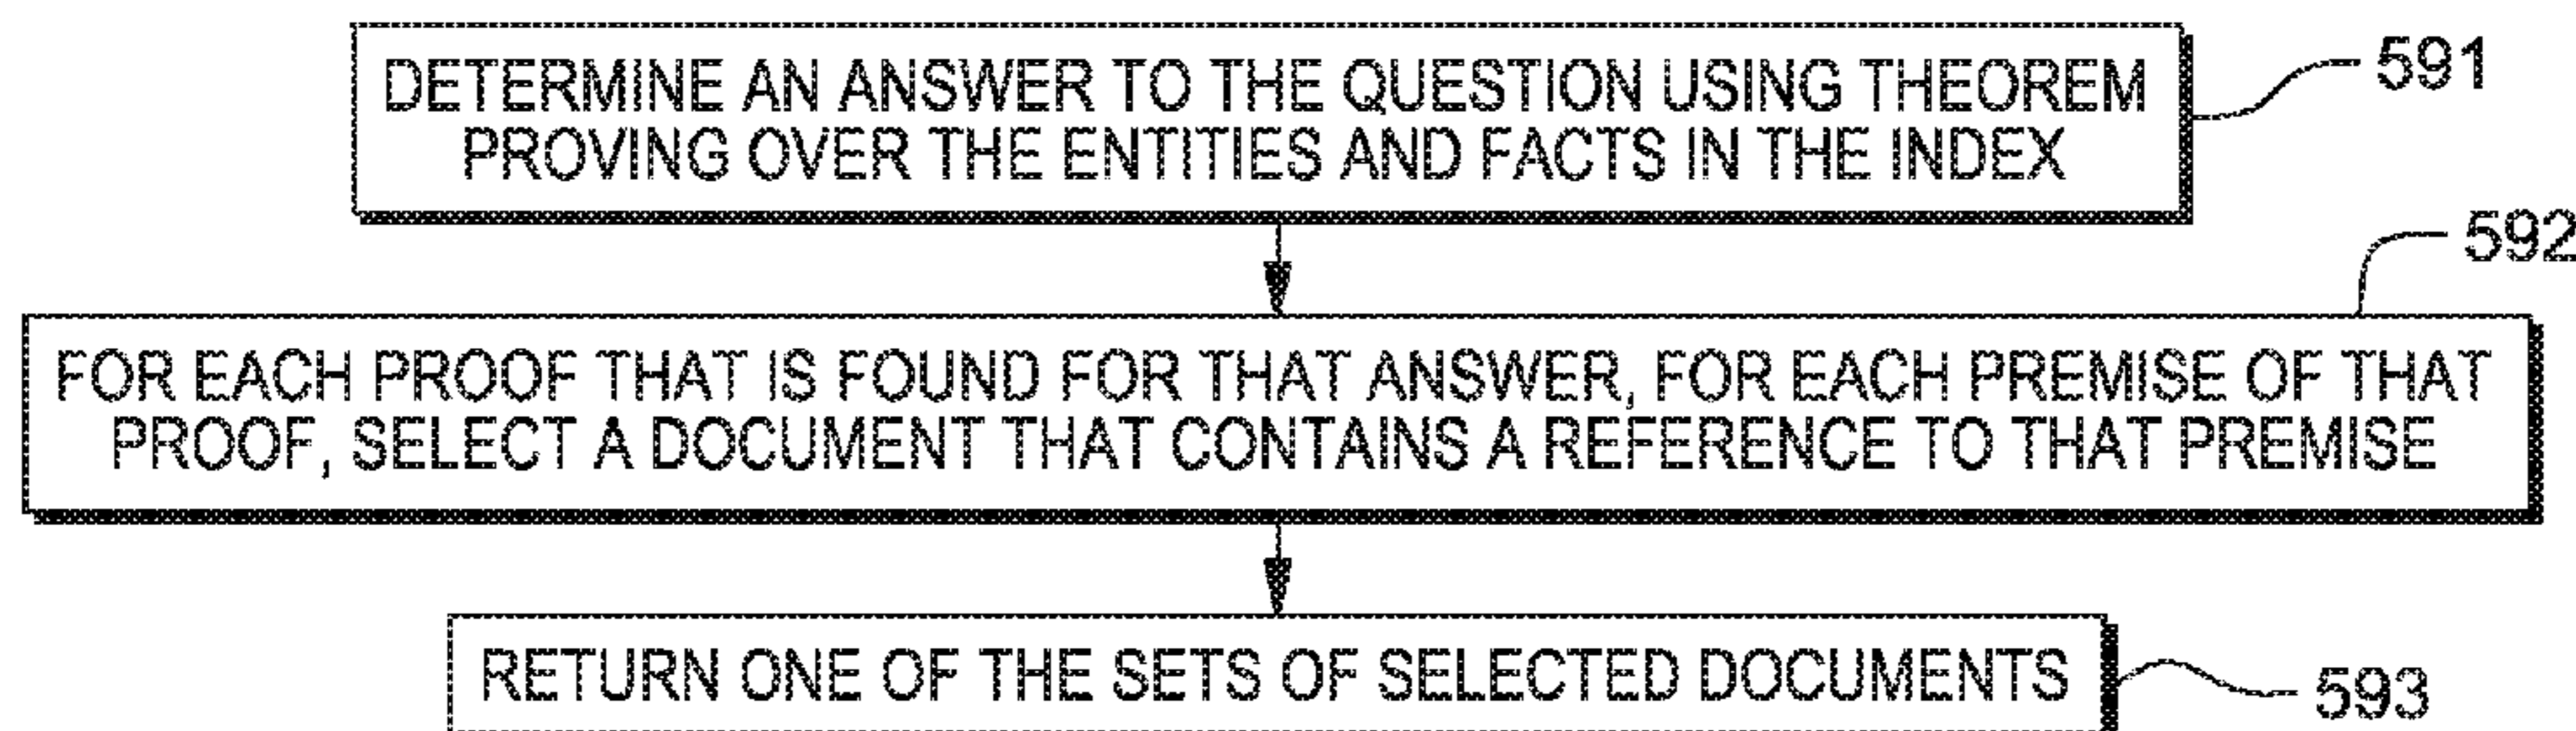 DETERMINE AN ANSWER TO THE QUESTION USING THEOREM
PROVING OVER THE ENTITIES AND FACTS IN THE INDEX
591
592
FOR EACH PROOF THAT IS FOUND FOR THAT ANSWER, FOR EACH PREMISE OF THAT
PROOF, SELECT A DOCUMENT THAT CONTAINS A REFERENCE TO THAT PREMISE
RETURN ONE OF THE SETS OF SELECTED DOCUMENTS
593